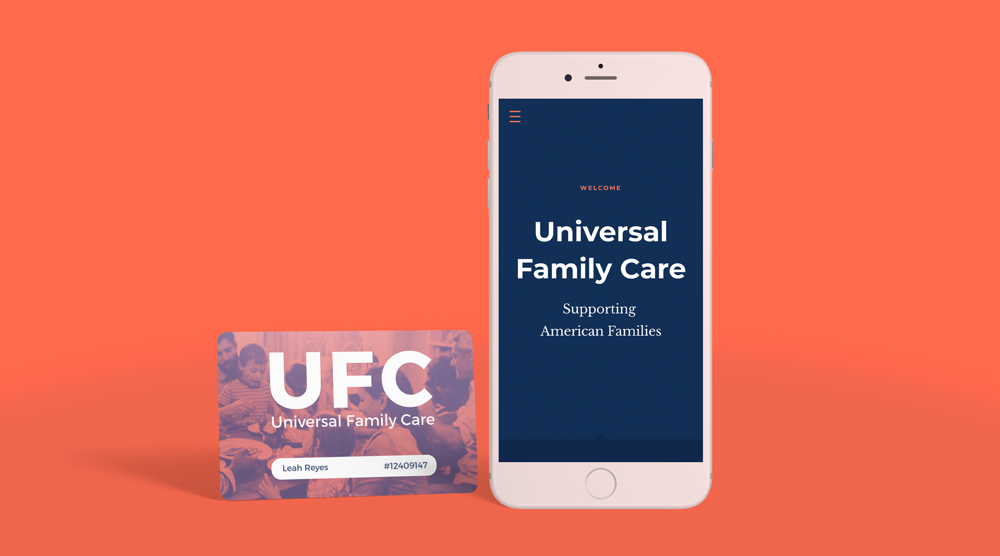 UFC
Universal Family Care
Leah Reyes #12409147
WELCOME
Universal
Family Care
Supporting
American Families